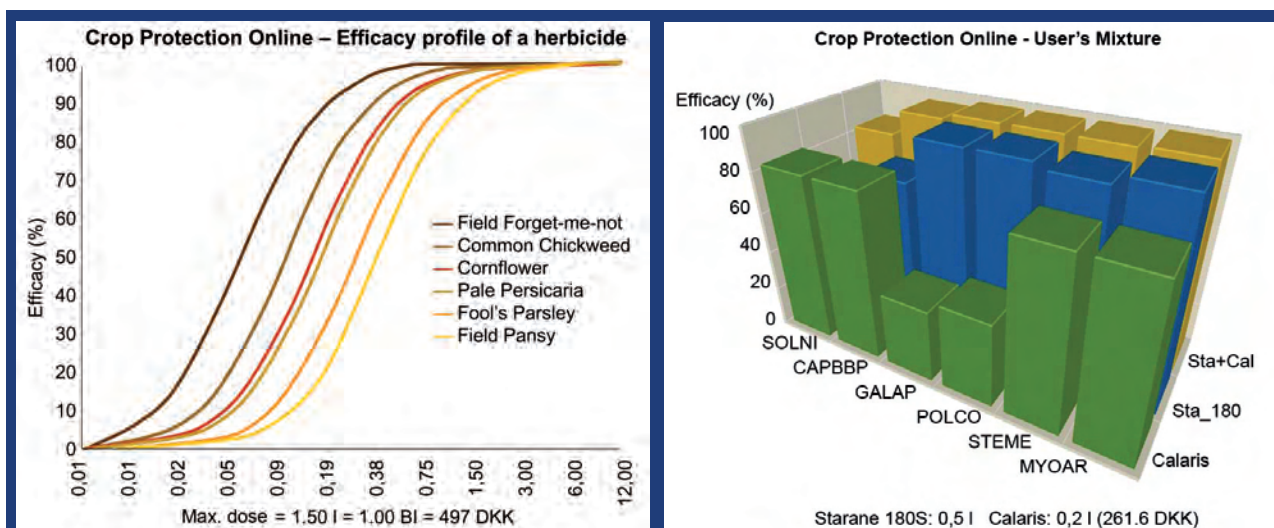 Crop Protection Online – Efficacy profile of a herbicide
Efficacy (%)
100
90
80
70
60
50
40
30
20
10
0
Field Forget-me-not
Common Chickweed
Cornflower
Pale Persicaria
Fool's Parsley
Field Pansy
0,01
0,01
0,02
0,05
0,09
0,19
0,38
0,75
1,50
3,00
6,00
12,00
Max. dose = 1.50 l = 1.00 BI = 497 DKK
Crop Protection Online - User's Mixture
Efficacy (%)
100
80
60
40
20
0
SOLNI
CAPBBP
GALAP
POLCO
STEME
MYOAR
Sta+Cal
Sta_180
Calaris
Starane 180S: 0,5 l Calaris: 0,2 l (261.6 DKK)